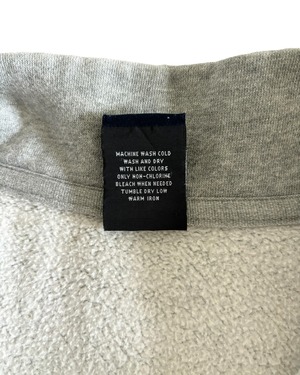 MACHINE WASH COLD
WASH AND DRY
WITH LIKE COLORS
ONLY NON-CHLORINE
BLEACH WHEN NEEDED
TUMBLE DRY LOW
WARM IRON